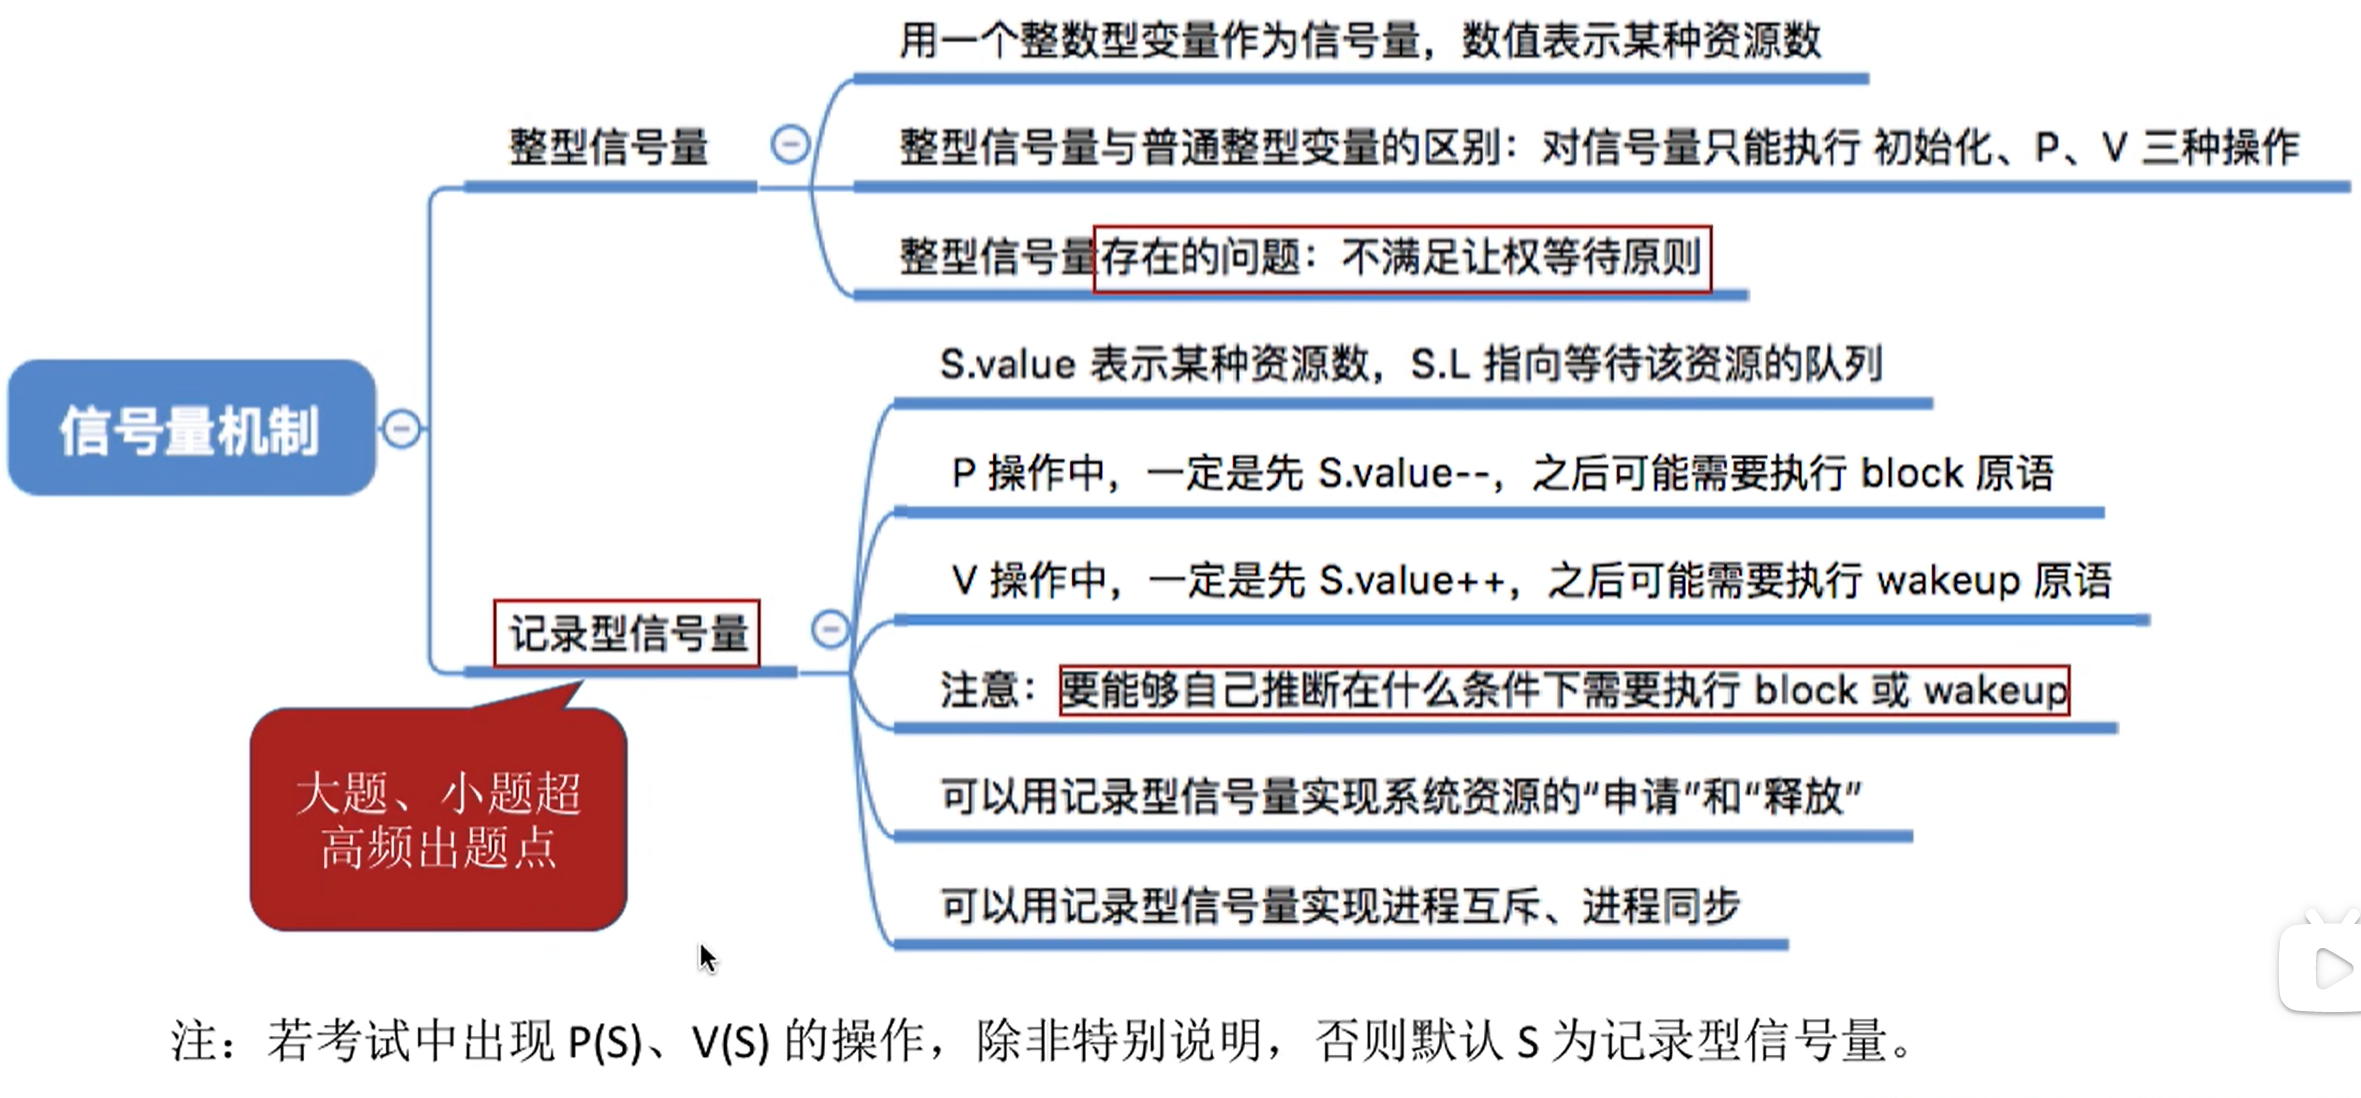 用一个整数型变量作为信号量，数值表示某种资源数
整型信号量
整型信号量与普通整型变量的区别：对信号量只能执行 初始化、P、V 三种操作
整型信号量存在的问题：不满足让权等待原则
信号量机制
S.value 表示某种资源数，S.L 指向等待该资源的队列
P 操作中，一定是先 S.value--，之后可能需要执行 block 原语
V 操作中，一定是先 S.value++，之后可能需要执行 wakeup 原语
记录型信号量
注意：要能够自己推断在什么条件下需要执行 block 或 wakeup
可以用记录型信号量实现系统资源的“申请”和“释放”
可以用记录型信号量实现进程互斥、进程同步
大题、小题超
高频出题点
注：若考试中出现 P(S)、V(S) 的操作，除非特别说明，否则默认 S 为记录型信号量。